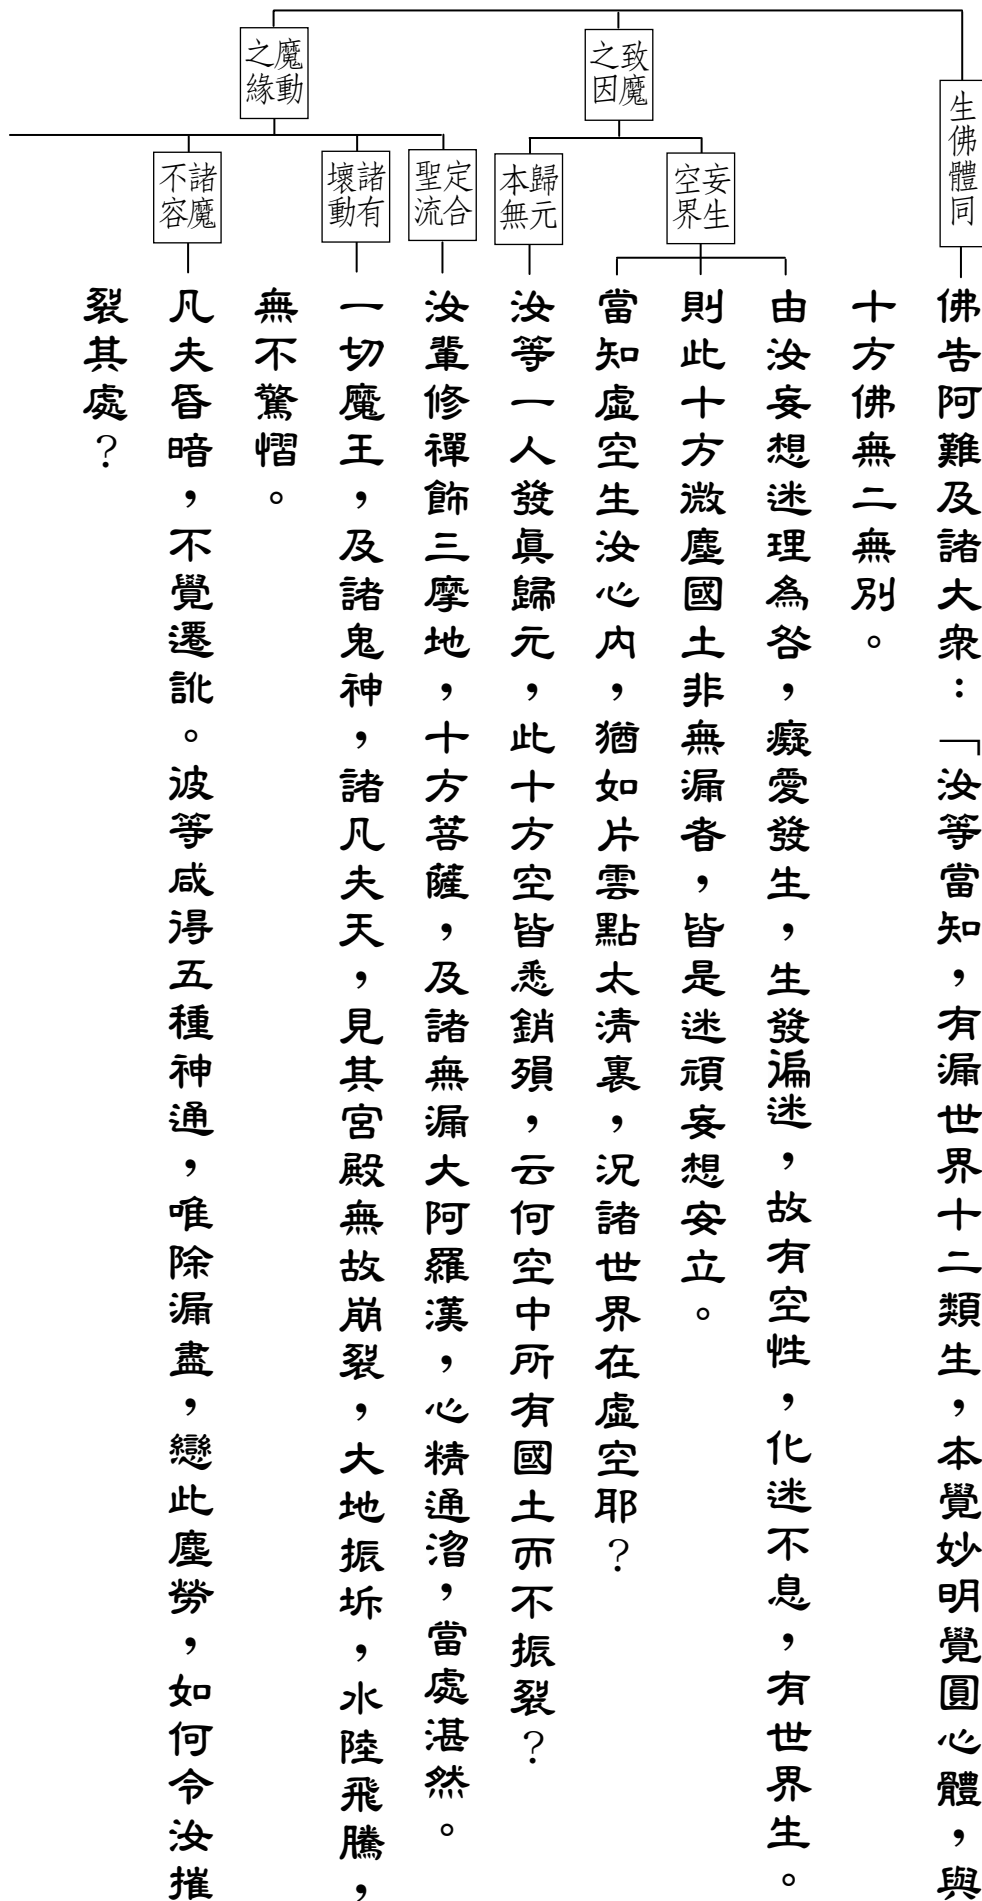 生佛體同
佛告阿難及諸大衆：「汝等當知，有漏世界十二類生，本覺妙明覺圓心體，與
十方佛無二無別。
致魔之因
妄生空界
由汝妄想迷理為咎，癡愛發生，生發遍迷，故有空性，化迷不息，有世界生。
則此十方微塵國土非無漏者，皆是迷頑妄想安立。
當知虛空生汝心內，猶如片雲點太清裏，況諸世界在虛空耶？
歸元本無
汝等一人發真歸元，此十方空皆悉銷殞，云何空中所有國土而不振裂？
魔動之緣
定合聖流
汝輩修禪飾三摩地，十方菩薩，及諸無漏大阿羅漢，心精通㳷，當處湛然。
諸有壞動
一切魔王，及諸鬼神，諸凡夫天，見其宮殿無故崩裂，大地振坼，水陸飛騰，
無不驚慴。
諸魔不容
凡夫昏暗，不覺遷訛。彼等咸得五種神通，唯除漏盡，戀此塵勞，如何令汝摧
裂其處？